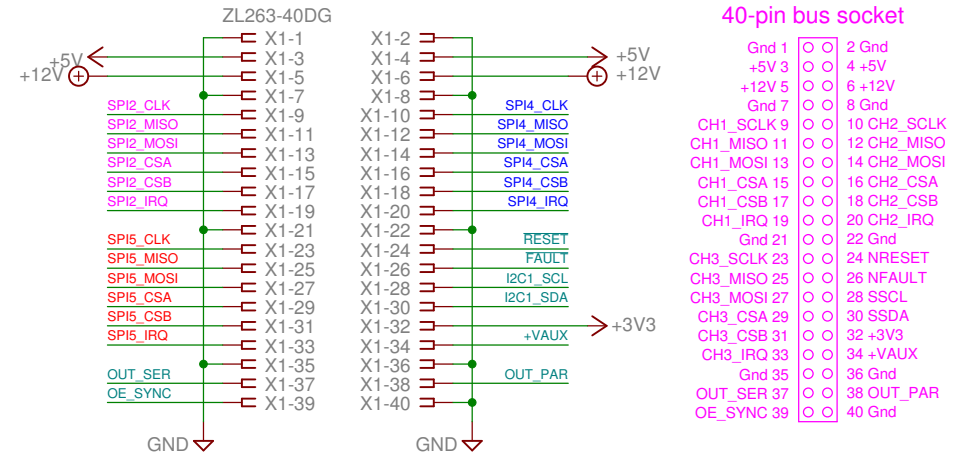 ZL263-40DG
40-pin bus socket
X1-1
+5V X1-3
+12V X1-5
X1-7
SPI2_CLK X1-9
SPI2_MISO X1-11
SPI2_MOSI X1-13
SPI2_CSA X1-15
SPI2_CSB X1-17
SPI2_IRQ X1-19
X1-21
SPI5_CLK X1-23
SPI5_MISO X1-25
SPI5_MOSI X1-27
SPI5_CSA X1-29
SPI5_CSB X1-31
SPI5_IRQ X1-33
X1-35
OUT_SER X1-37
OE_SYNC X1-39
GND
X1-2
X1-4 +5V
X1-6 +12V
X1-8
X1-10 SPI4_CLK
X1-12 SPI4_MISO
X1-14 SPI4_MOSI
X1-16 SPI4_CSA
X1-18 SPI4_CSB
X1-20 SPI4_IRQ
X1-22
X1-24 RESET
X1-26 FAULT
X1-28 I2C1_SCL
X1-30 I2C1_SDA
X1-32 +3V3
X1-34 +VAUX
X1-36
X1-38 OUT_PAR
X1-40
GND
Gnd 1 2 Gnd
+5V 3 4 +5V
+12V 5 6 +12V
Gnd 7 8 Gnd
CH1_SCLK 9 10 CH2_SCLK
CH1_MISO 11 12 CH2_MISO
CH1_MOSI 13 14 CH2_MOSI
CH1_CSA 15 16 CH2_CSA
CH1_CSB 17 18 CH2_CSB
CH1_IRQ 19 20 CH2_IRQ
Gnd 21 22 Gnd
CH3_SCLK 23 24 NRESET
CH3_MISO 25 26 NFAULT
CH3_MOSI 27 28 SSCL
CH3_CSA 29 30 SSDA
CH3_CSB 31 32 +3V3
CH3_IRQ 33 34 +VAUX
Gnd 35 36 Gnd
OUT_SER 37 38 OUT_PAR
OE_SYNC 39 40 Gnd